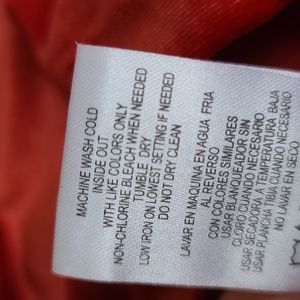 MACHINE WASH COLD
INSIDE OUT
WITH LIKE COLORS ONLY
NON-CHLORINE BLEACH WHEN NEEDED
TUMBLE DRY
LOW IRON ON LOWEST SETTING IF NEEDED
DO NOT DRY CLEAN
LAVAR EN MAQUINA EN AGUA FRIA
AL REVERSO
CON COLORES SIMILARES
USAR BLANQUEADOR SIN
CLORO CUANDO NECESARIO
USAR SECADORA A TEMPERATURA BAJA
USAR PLANCHA TIBIA CUANDO NECESARIO
NO LAVAR EN SECO